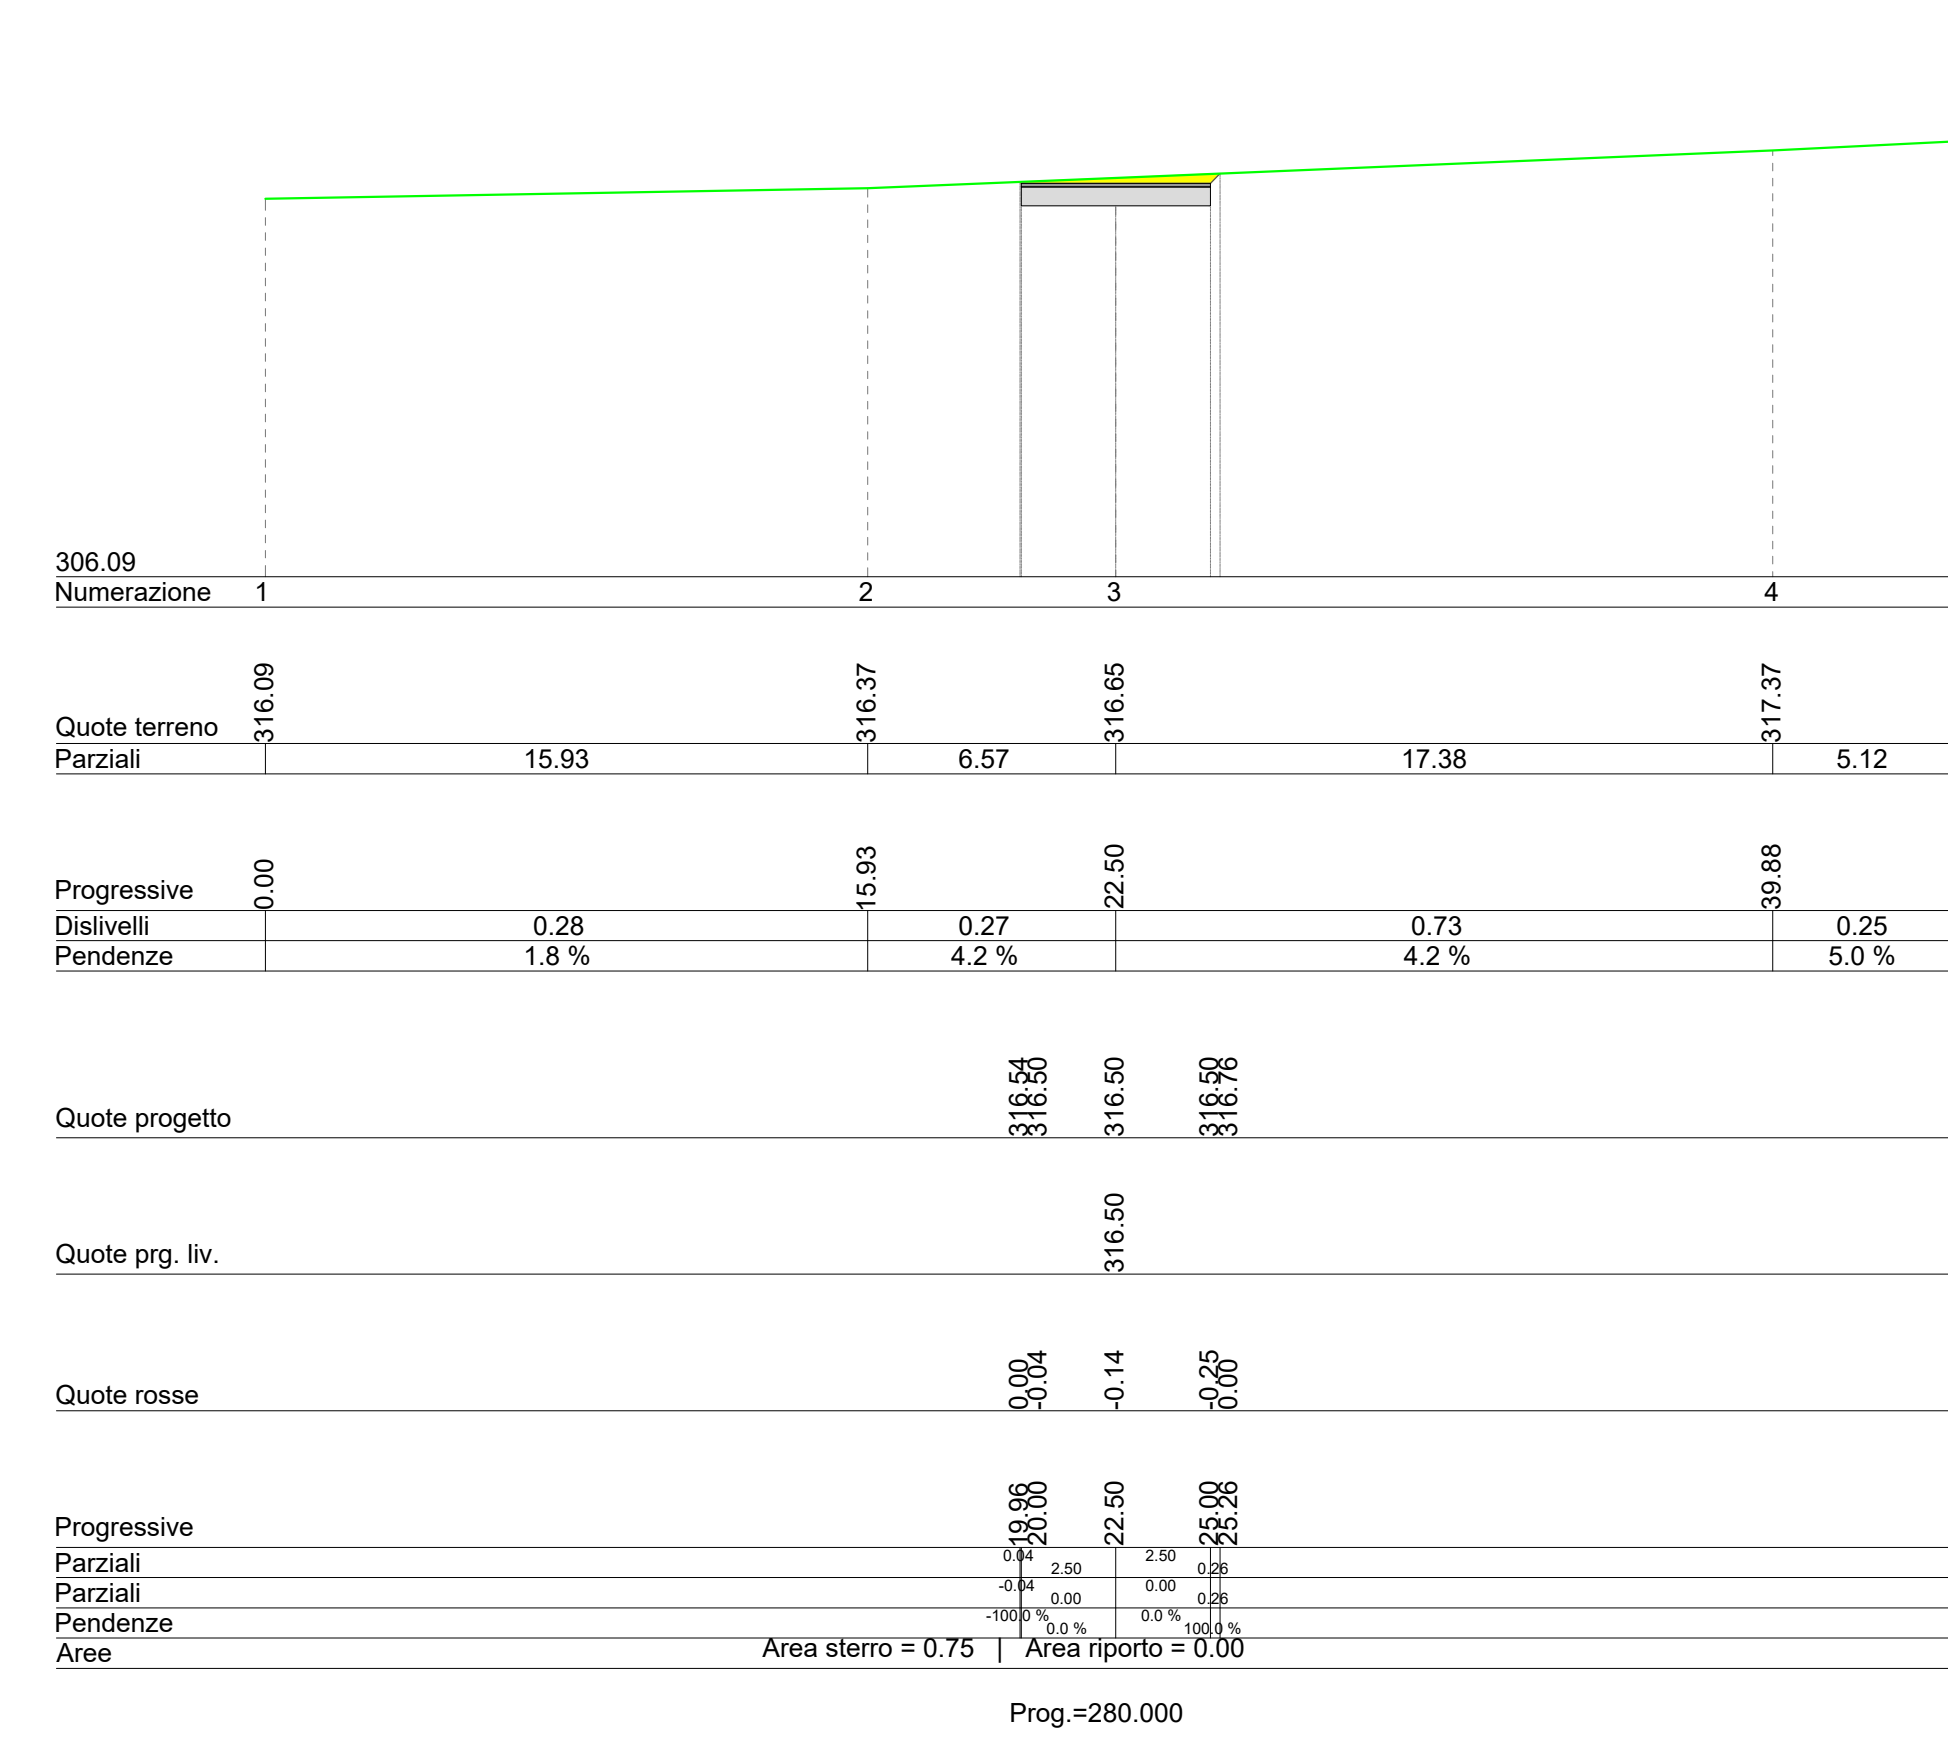 306.09
Numerazione 1 2 3 4
Quote terreno 316.09 316.37 316.65 317.37
Parziali 15.93 6.57 17.38 5.12
Progressive 0.00 15.93 22.50 39.88
Dislivelli 0.28 0.27 0.73 0.25
Pendenze 1.8 % 4.2 % 4.2 % 5.0 %
Quote progetto 316.54 316.50 316.50 316.50 316.76
Quote prg. liv. 316.50
Quote rosse 0.00 -0.04 -0.14 -0.25 0.00
Progressive 19.96 20.00 22.50 25.00 25.26
Parziali 0.04 2.50 2.50 0.26
Parziali -0.04 0.00 0.00 0.26
Pendenze -100.0 % 0.0 % 0.0 % 100.0 %
Aree Area sterro = 0.75 | Area riporto = 0.00
Prog.=280.000